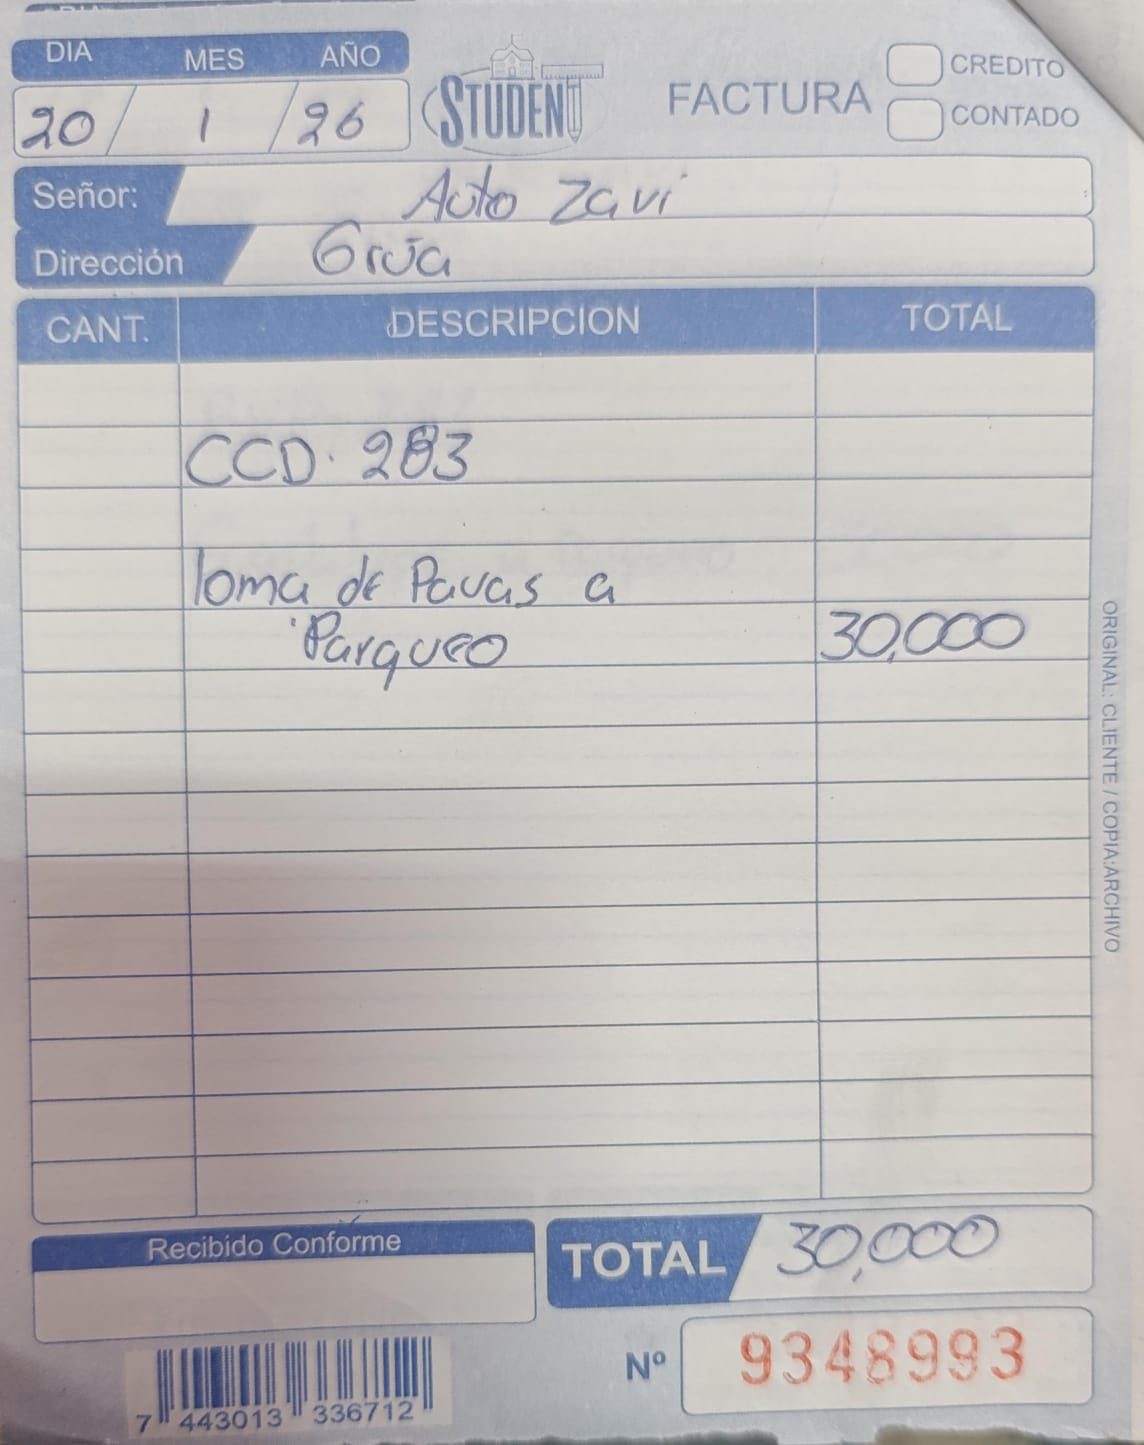 DIA MES AÑO
20 / 1 / 26
STUDENT
FACTURA
CREDITO
CONTADO
Señor: Auto Zavi
Dirección Grúa
CANT. DESCRIPCION TOTAL
CCD. 283
loma de Pavas a
Parqueo 30,000
ORIGINAL: CLIENTE / COPIA:ARCHIVO
Recibido Conforme
TOTAL 30,000
Nº 9348993
7 443013 336712